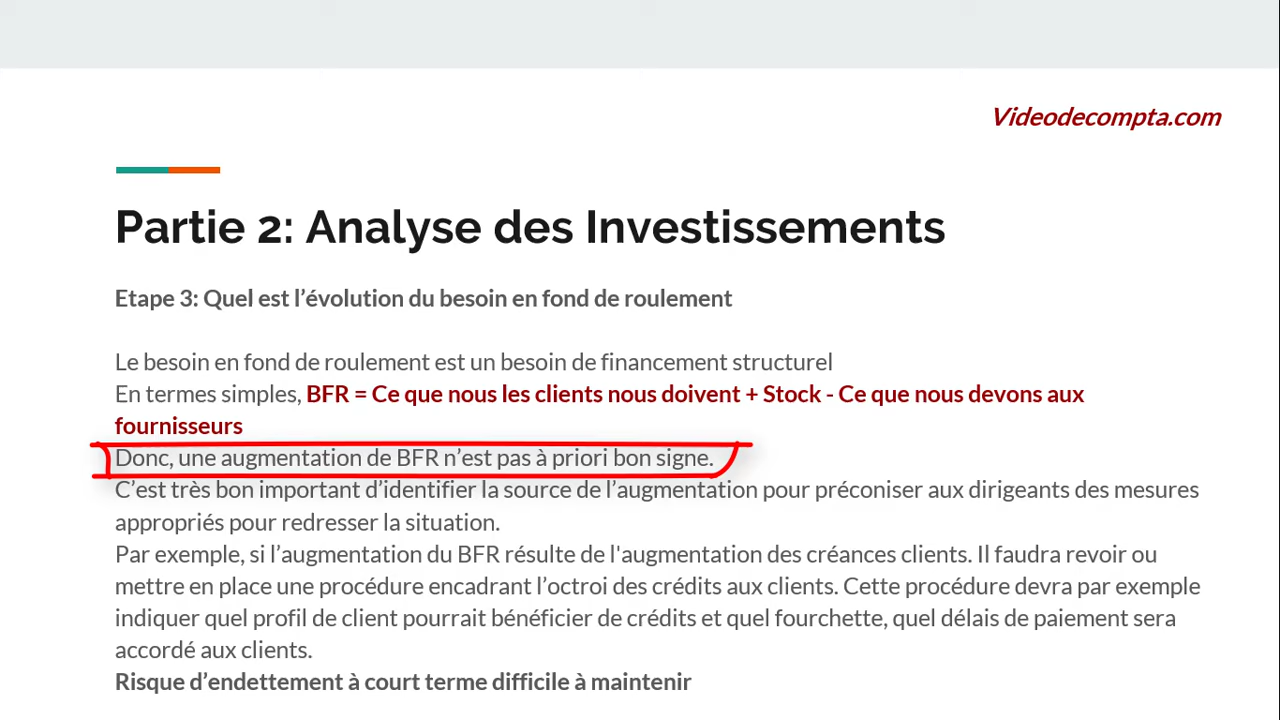 Videodecompta.com
Partie 2: Analyse des Investissements
Etape 3: Quel est l’évolution du besoin en fond de roulement
Le besoin en fond de roulement est un besoin de financement structurel
En termes simples, BFR = Ce que nous les clients nous doivent + Stock - Ce que nous devons aux
fournisseurs
Donc, une augmentation de BFR n’est pas à priori bon signe.
C’est très bon important d’identifier la source de l’augmentation pour préconiser aux dirigeants des mesures
appropriés pour redresser la situation.
Par exemple, si l’augmentation du BFR résulte de l'augmentation des créances clients. Il faudra revoir ou
mettre en place une procédure encadrant l’octroi des crédits aux clients. Cette procédure devra par exemple
indiquer quel profil de client pourrait bénéficier de crédits et quel fourchette, quel délais de paiement sera
accordé aux clients.
Risque d’endettement à court terme difficile à maintenir